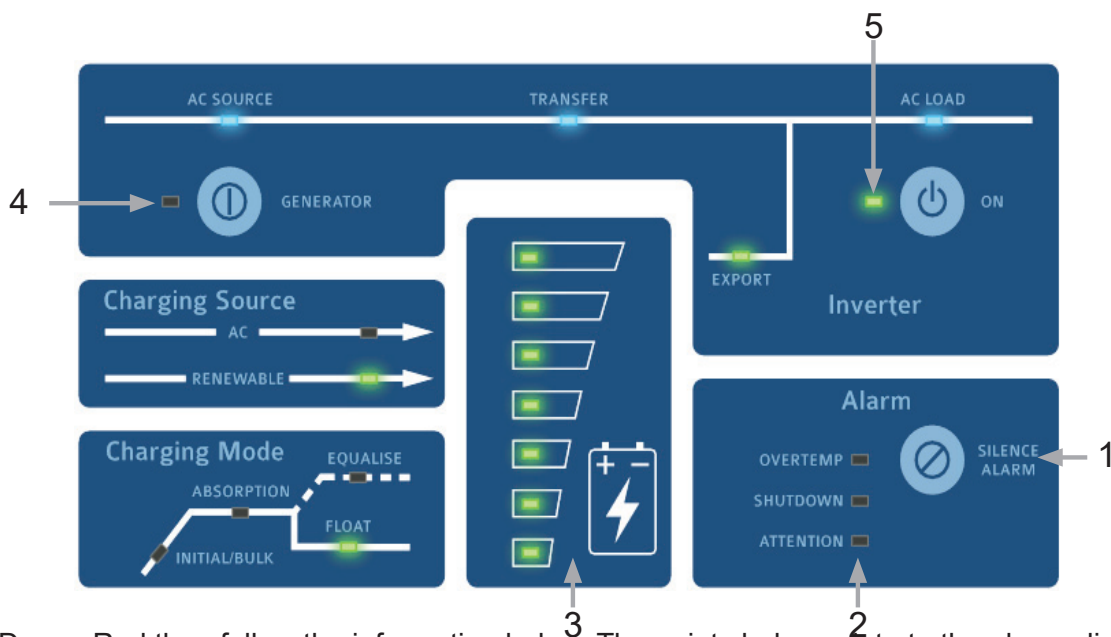 5
AC SOURCE
TRANSFER
AC LOAD
4
GENERATOR
ON
EXPORT
Inverter
Charging Source
AC
RENEWABLE
Charging Mode
EQUALISE
ABSORPTION
FLOAT
INITIAL/BULK
+ −
Alarm
OVERTEMP
SHUTDOWN
ATTENTION
SILENCE
ALARM
1
3
2